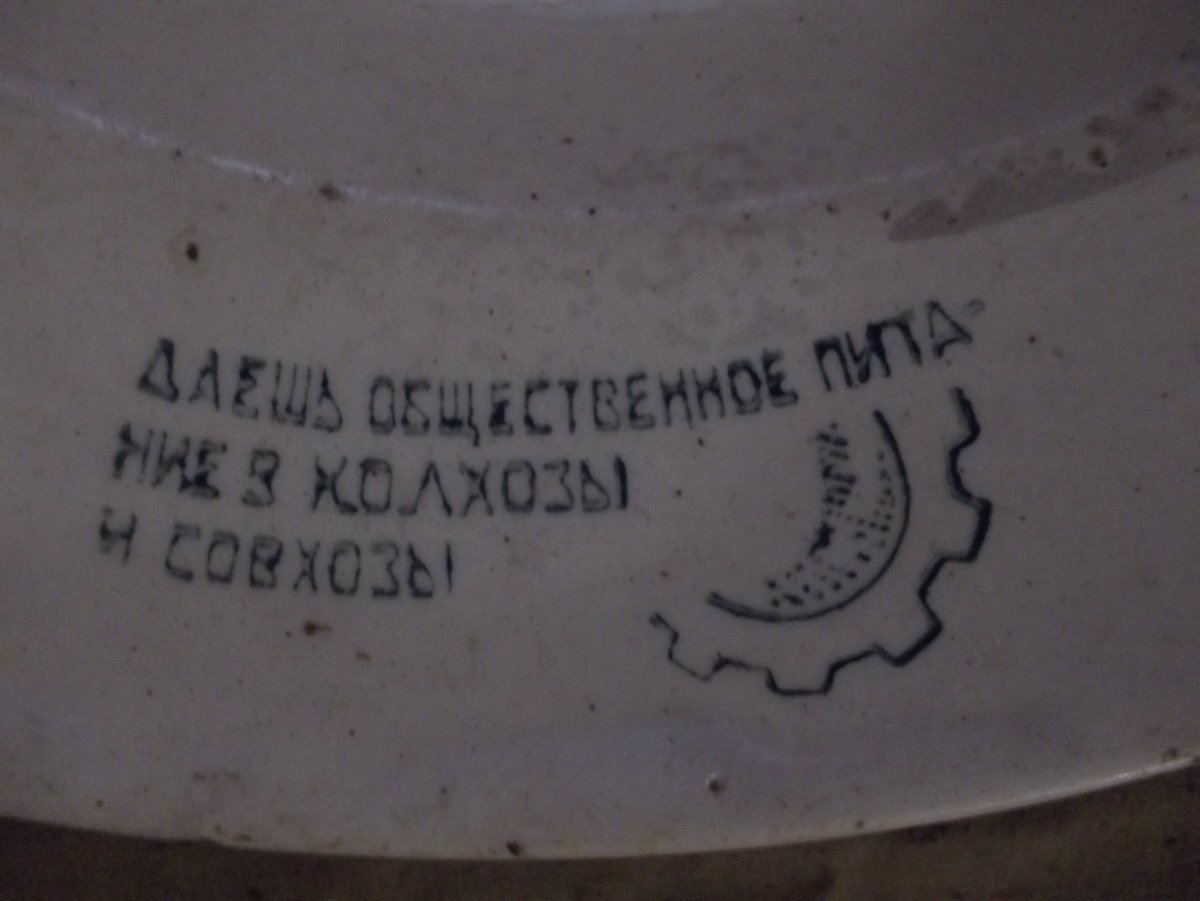 ДАЕШЬ ОБЩЕСТВЕННОЕ ПИТА-
НИЕ В КОЛХОЗЫ
И СОВХОЗЫ